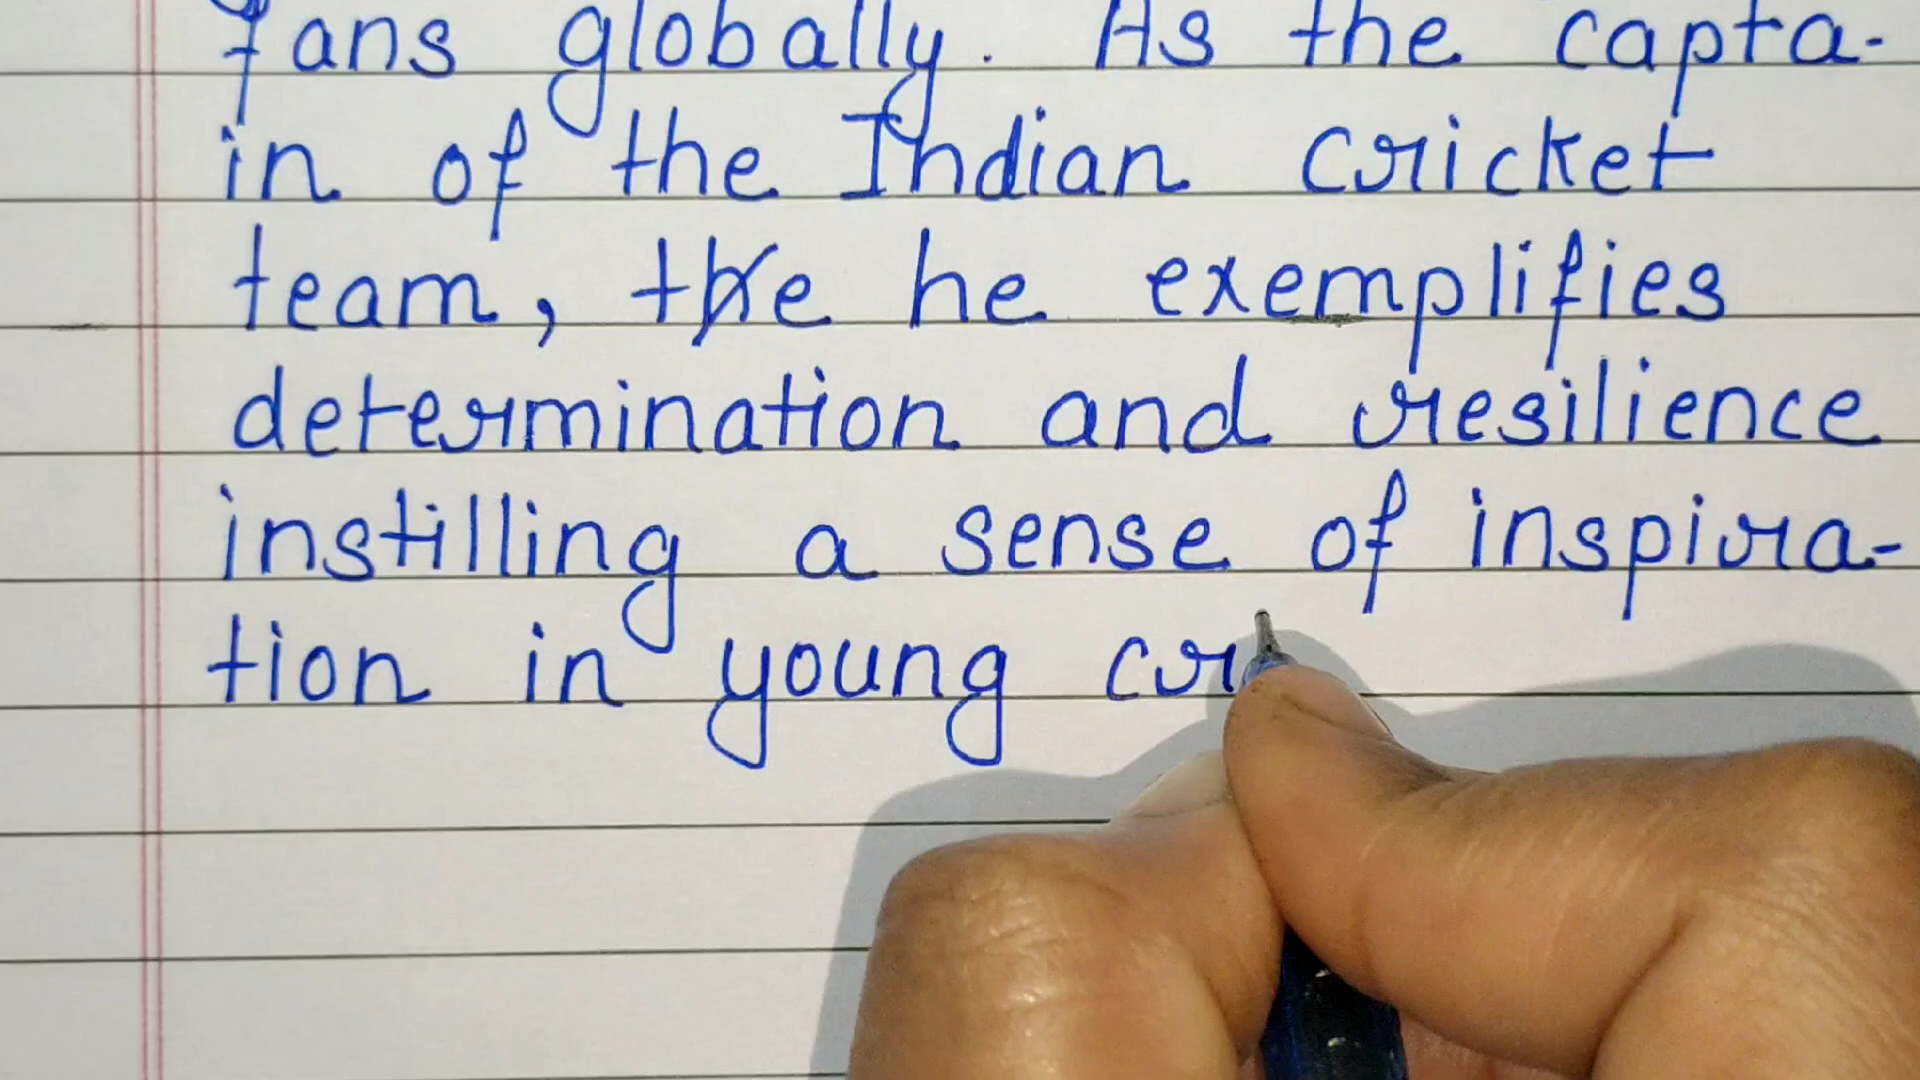 fans globally. As the capta-
in of the Indian cricket
team, the he exemplifies
determination and resilience
instilling a sense of inspira-
tion in young cr